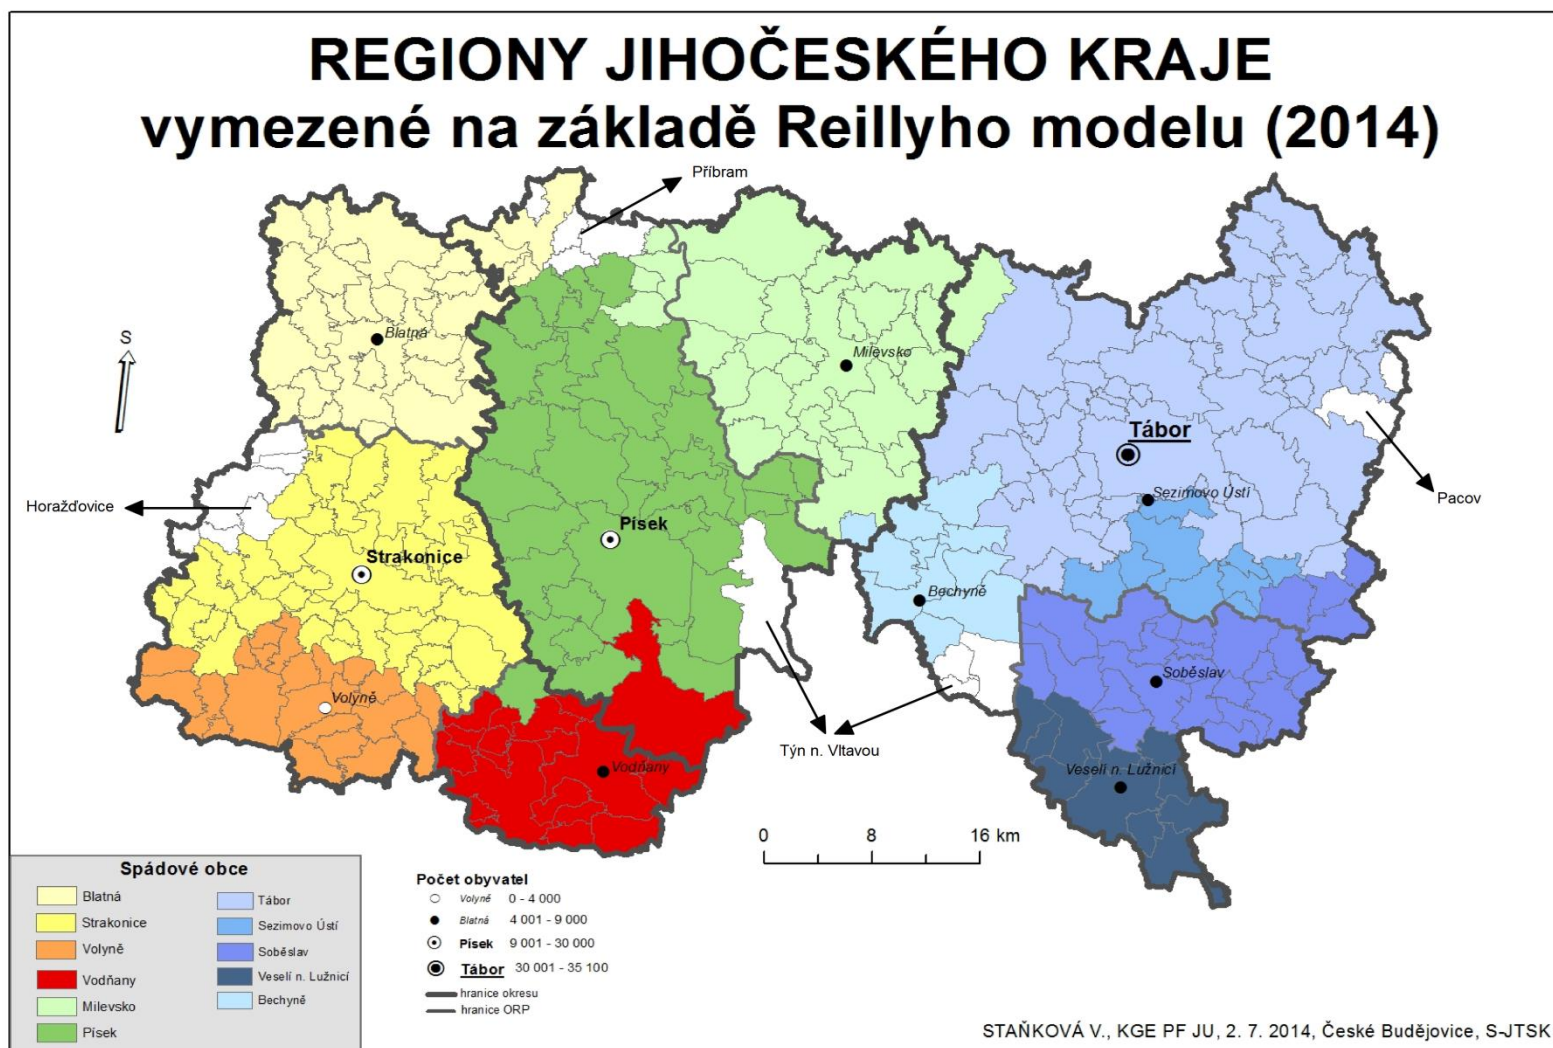 REGIONY JIHOČESKÉHO KRAJE
vymezené na základě Reillyho modelu (2014)
Příbram
S
Blatná
Milevsko
Tábor
Sezimovo Ústí
Pacov
Horažďovice
Písek
Strakonice
Bechyně
Volyně
Soběslav
Týn n. Vltavou
Vodňany
Veselí n. Lužnicí
0 8 16 km
Spádové obce
Blatná
Strakonice
Volyně
Vodňany
Milevsko
Písek
Tábor
Sezimovo Ústí
Soběslav
Veselí n. Lužnicí
Bechyně
Počet obyvatel
Volyně 0 - 4 000
Blatná 4 001 - 9 000
Písek 9 001 - 30 000
Tábor 30 001 - 35 100
hranice okresu
hranice ORP
STAŇKOVÁ V., KGE PF JU, 2. 7. 2014, České Budějovice, S-JTSK